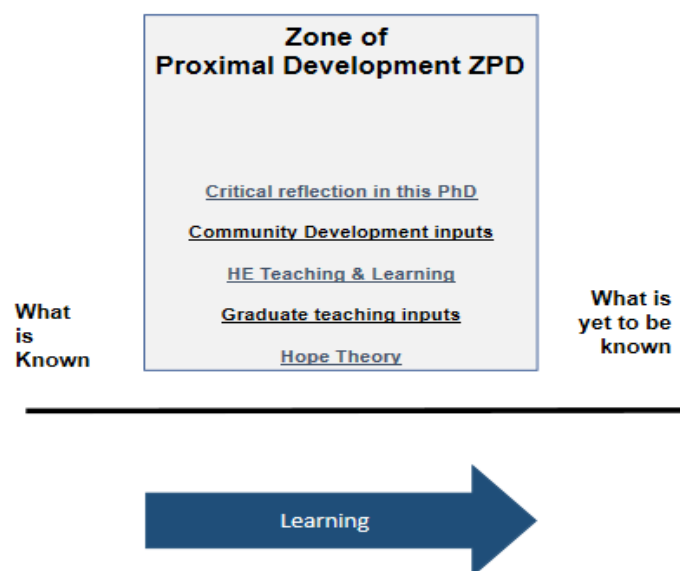 Zone of
Proximal Development ZPD
Critical reflection in this PhD
Community Development inputs
HE Teaching & Learning
Graduate teaching inputs
Hope Theory
What
is
Known
What is
yet to be
known
Learning